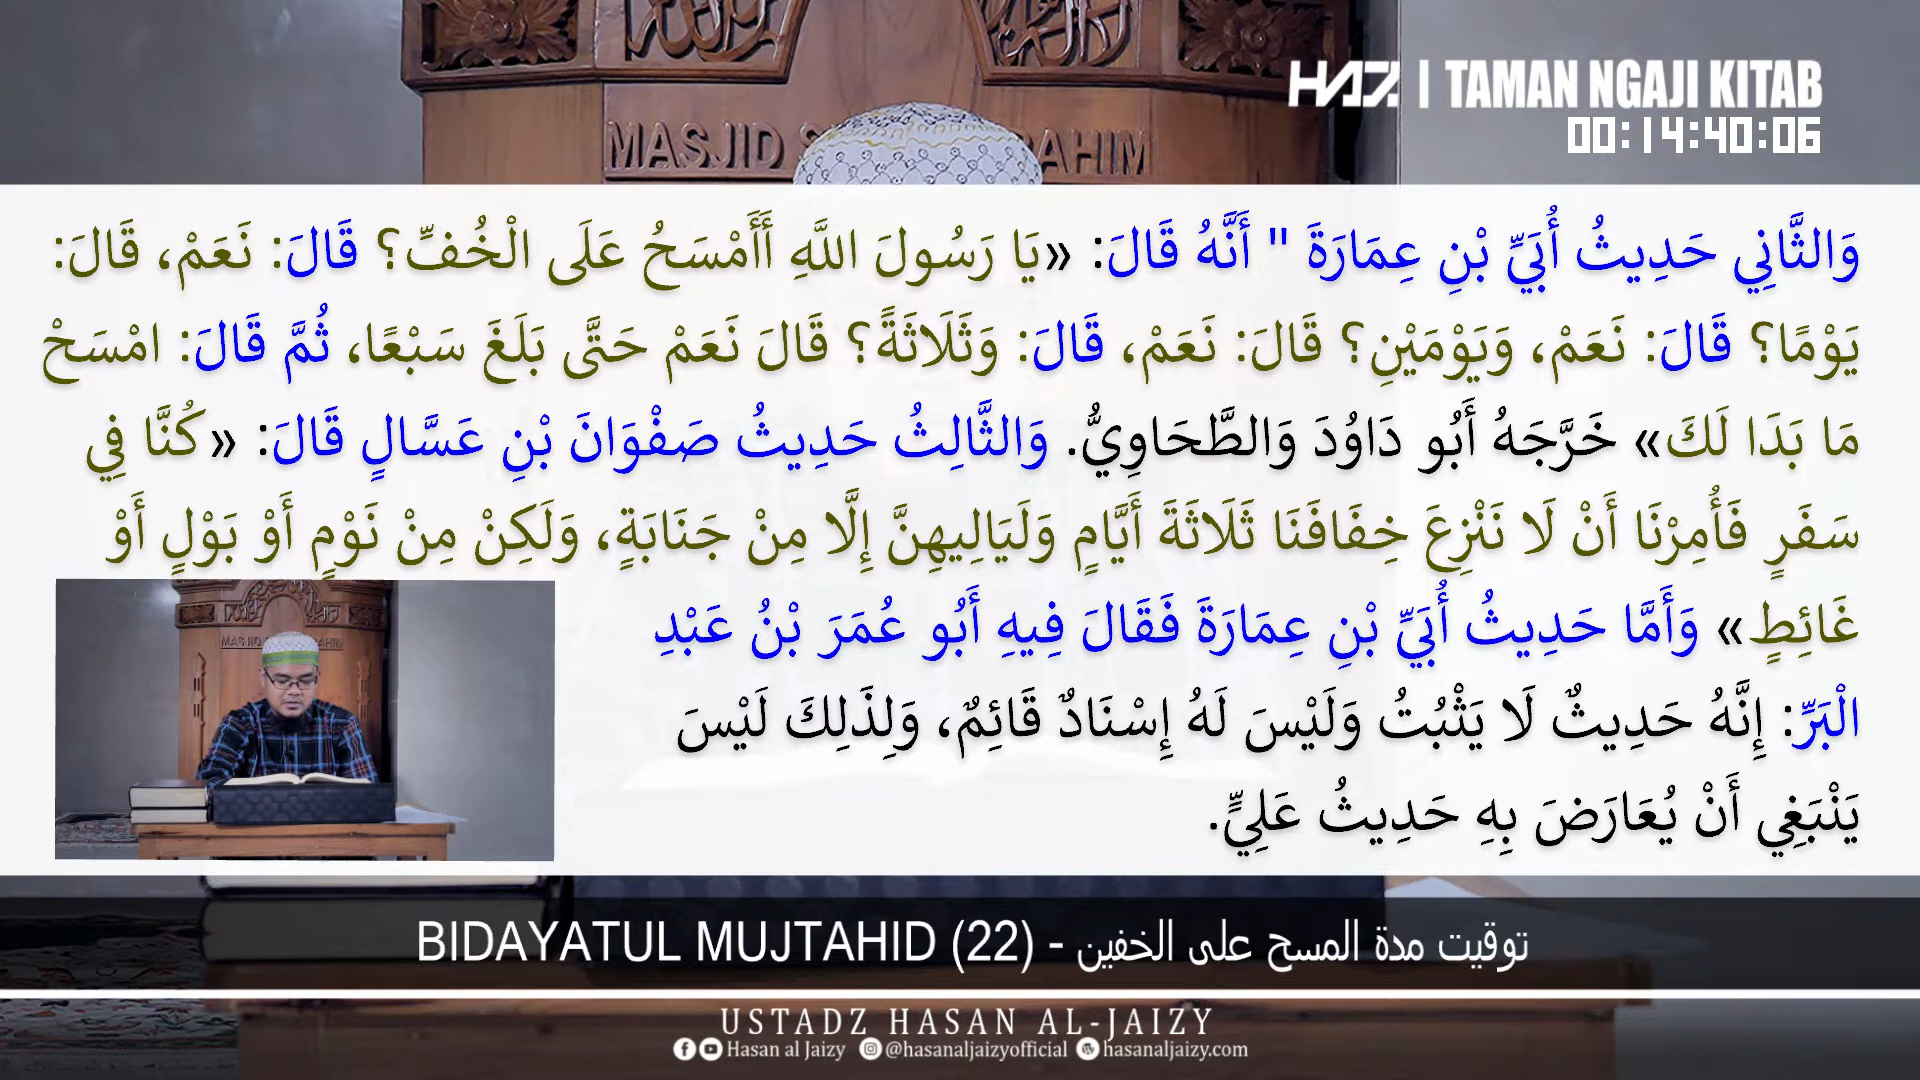 HAJZ | TAMAN NGAJI KITAB
00:14:40:06
MASJID
AHIM
وَالثَّانِي حَدِيثُ أُبَيِّ بْنِ عِمَارَةَ " أَنَّهُ قَالَ: «يَا رَسُولَ اللَّهِ أَأَمْسَحُ عَلَى الْخُفِّ؟ قَالَ: نَعَمْ، قَالَ:
يَوْمًا؟ قَالَ: نَعَمْ، وَيَوْمَيْنِ؟ قَالَ: نَعَمْ، قَالَ: وَثَلَاثَةً؟ قَالَ نَعَمْ حَتَّى بَلَغَ سَبْعًا، ثُمَّ قَالَ: امْسَحْ
مَا بَدَا لَكَ» خَرَّجَهُ أَبُو دَاوُدَ وَالطَّحَاوِيُّ. وَالثَّالِثُ حَدِيثُ صَفْوَانَ بْنِ عَسَّالٍ قَالَ: «كُنَّا فِي
سَفَرٍ فَأُمِرْنَا أَنْ لَا نَنْزِعَ خِفَافَنَا ثَلَاثَةَ أَيَّامٍ وَلَيَالِيهِنَّ إِلَّا مِنْ جَنَابَةٍ، وَلَكِنْ مِنْ نَوْمٍ أَوْ بَوْلٍ أَوْ
غَائِطٍ» وَأَمَّا حَدِيثُ أُبَيِّ بْنِ عِمَارَةَ فَقَالَ فِيهِ أَبُو عُمَرَ بْنُ عَبْدِ
الْبَرِّ: إِنَّهُ حَدِيثٌ لَا يَثْبُتُ وَلَيْسَ لَهُ إِسْنَادٌ قَائِمٌ، وَلِذَلِكَ لَيْسَ
يَنْبَغِي أَنْ يُعَارَضَ بِهِ حَدِيثُ عَلِيٍّ.
BIDAYATUL MUJTAHID (22) - توقيت مدة المسح على الخفين
USTADZ HASAN AL-JAIZY
Hasan al Jaizy @hasanaljaizyofficial hasanaljaizy.com